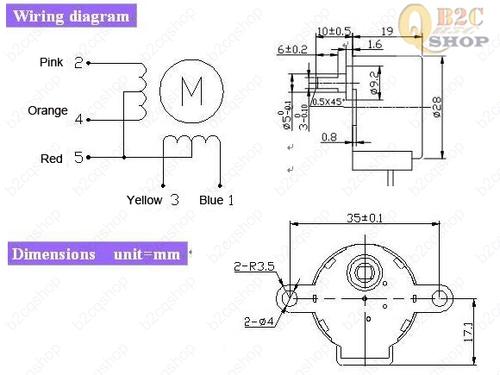 Wiring diagram
Pink 2
Orange 4
Red 5
Yellow 3
Blue 1
M
B2C
SHOP
10±0.5
19
6±0.2
1.6
ø5-0.1 0
3-0.10 0
0.5X45°
ø9.2
ø28
0.8
Dimensions unit=mm
35±0.1
2-R3.5
2-ø4
17.1
b2cqshop